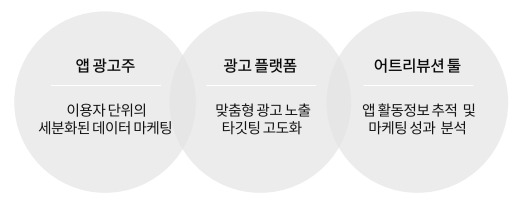 앱 광고주
이용자 단위의
세분화된 데이터 마케팅
광고 플랫폼
맞춤형 광고 노출
타깃팅 고도화
어트리뷰션 툴
앱 활동정보 추적 및
마케팅 성과 분석